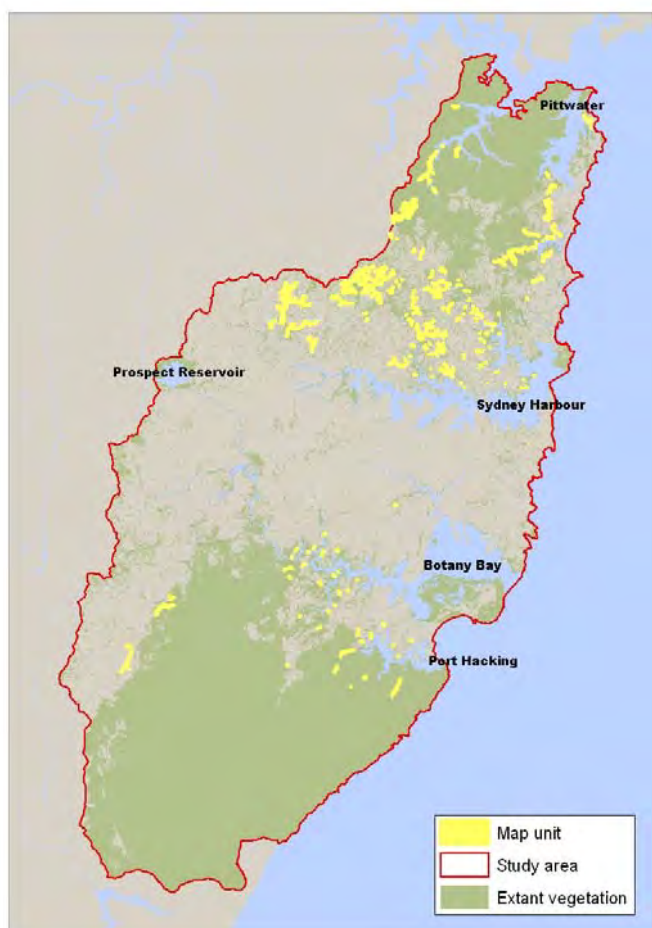 Pittwater
Prospect Reservoir
Sydney Harbour
Botany Bay
Port Hacking
Map unit
Study area
Extant vegetation